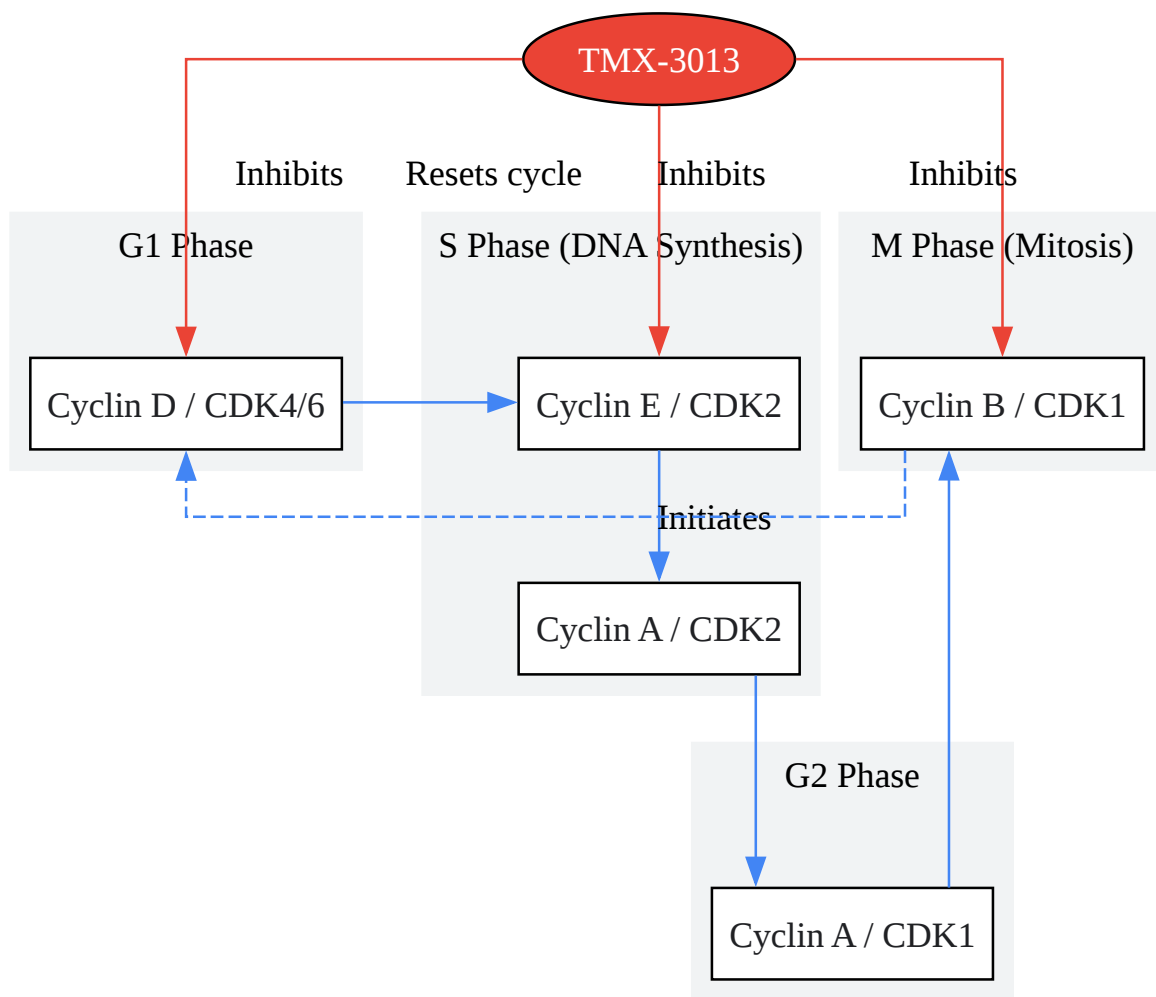 TMX-3013
Inhibits
Resets cycle
Inhibits
Inhibits
G1 Phase
S Phase (DNA Synthesis)
M Phase (Mitosis)
Cyclin D / CDK4/6
Cyclin E / CDK2
Cyclin B / CDK1
Initiates
Cyclin A / CDK2
G2 Phase
Cyclin A / CDK1